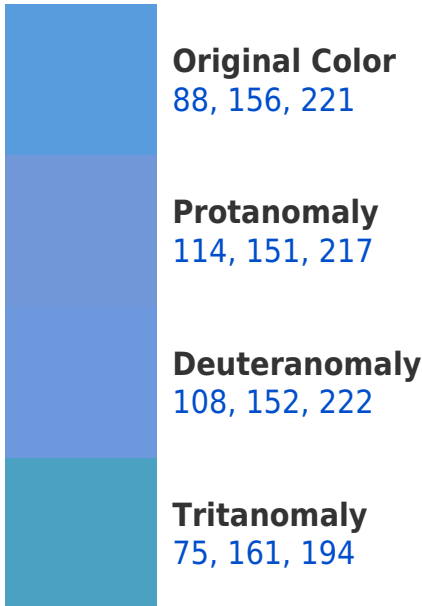 Original Color
88, 156, 221
Protanomaly
114, 151, 217
Deuteranomaly
108, 152, 222
Tritanomaly
75, 161, 194